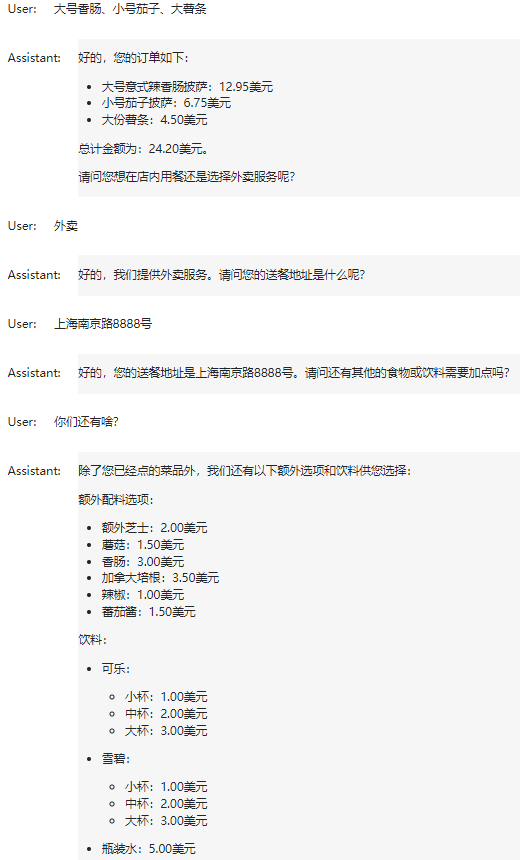 User: 大号香肠、小号茄子、大薯条
Assistant: 好的，您的订单如下：
大号意式辣香肠披萨：12.95美元
小号茄子披萨：6.75美元
大份薯条：4.50美元
总计金额为：24.20美元。
请问您想在店内用餐还是选择外卖服务呢？
User: 外卖
Assistant: 好的，我们提供外卖服务。请问您的送餐地址是什么呢？
User: 上海南京路8888号
Assistant: 好的，您的送餐地址是上海南京路8888号。请问还有其他的食物或饮料需要加点吗？
User: 你们还有啥？
Assistant: 除了您已经点的菜品外，我们还有以下额外选项和饮料供您选择：
额外配料选项：
额外芝士：2.00美元
蘑菇：1.50美元
香肠：3.00美元
加拿大培根：3.50美元
辣椒：1.00美元
番茄酱：1.50美元
饮料：
可乐：
小杯：1.00美元
中杯：2.00美元
大杯：3.00美元
雪碧：
小杯：1.00美元
中杯：2.00美元
大杯：3.00美元
瓶装水：5.00美元